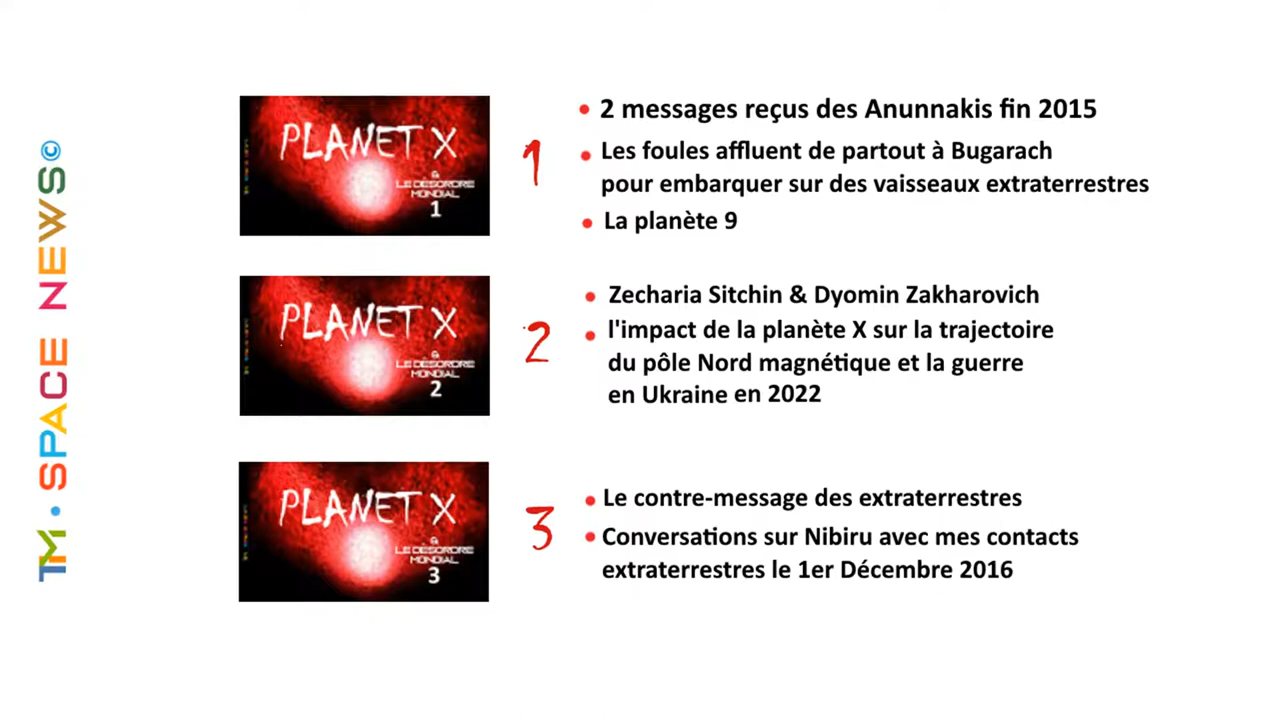 TM • SPACE NEWS©
PLANET X
&
LE DESORDRE
MONDIAL
1
1
• 2 messages reçus des Anunnakis fin 2015
• Les foules affluent de partout à Bugarach
pour embarquer sur des vaisseaux extraterrestres
• La planète 9
PLANET X
&
LE DESORDRE
MONDIAL
2
2
• Zecharia Sitchin & Dyomin Zakharovich
• l'impact de la planète X sur la trajectoire
du pôle Nord magnétique et la guerre
en Ukraine en 2022
PLANET X
&
LE DESORDRE
MONDIAL
3
3
• Le contre-message des extraterrestres
• Conversations sur Nibiru avec mes contacts
extraterrestres le 1er Décembre 2016